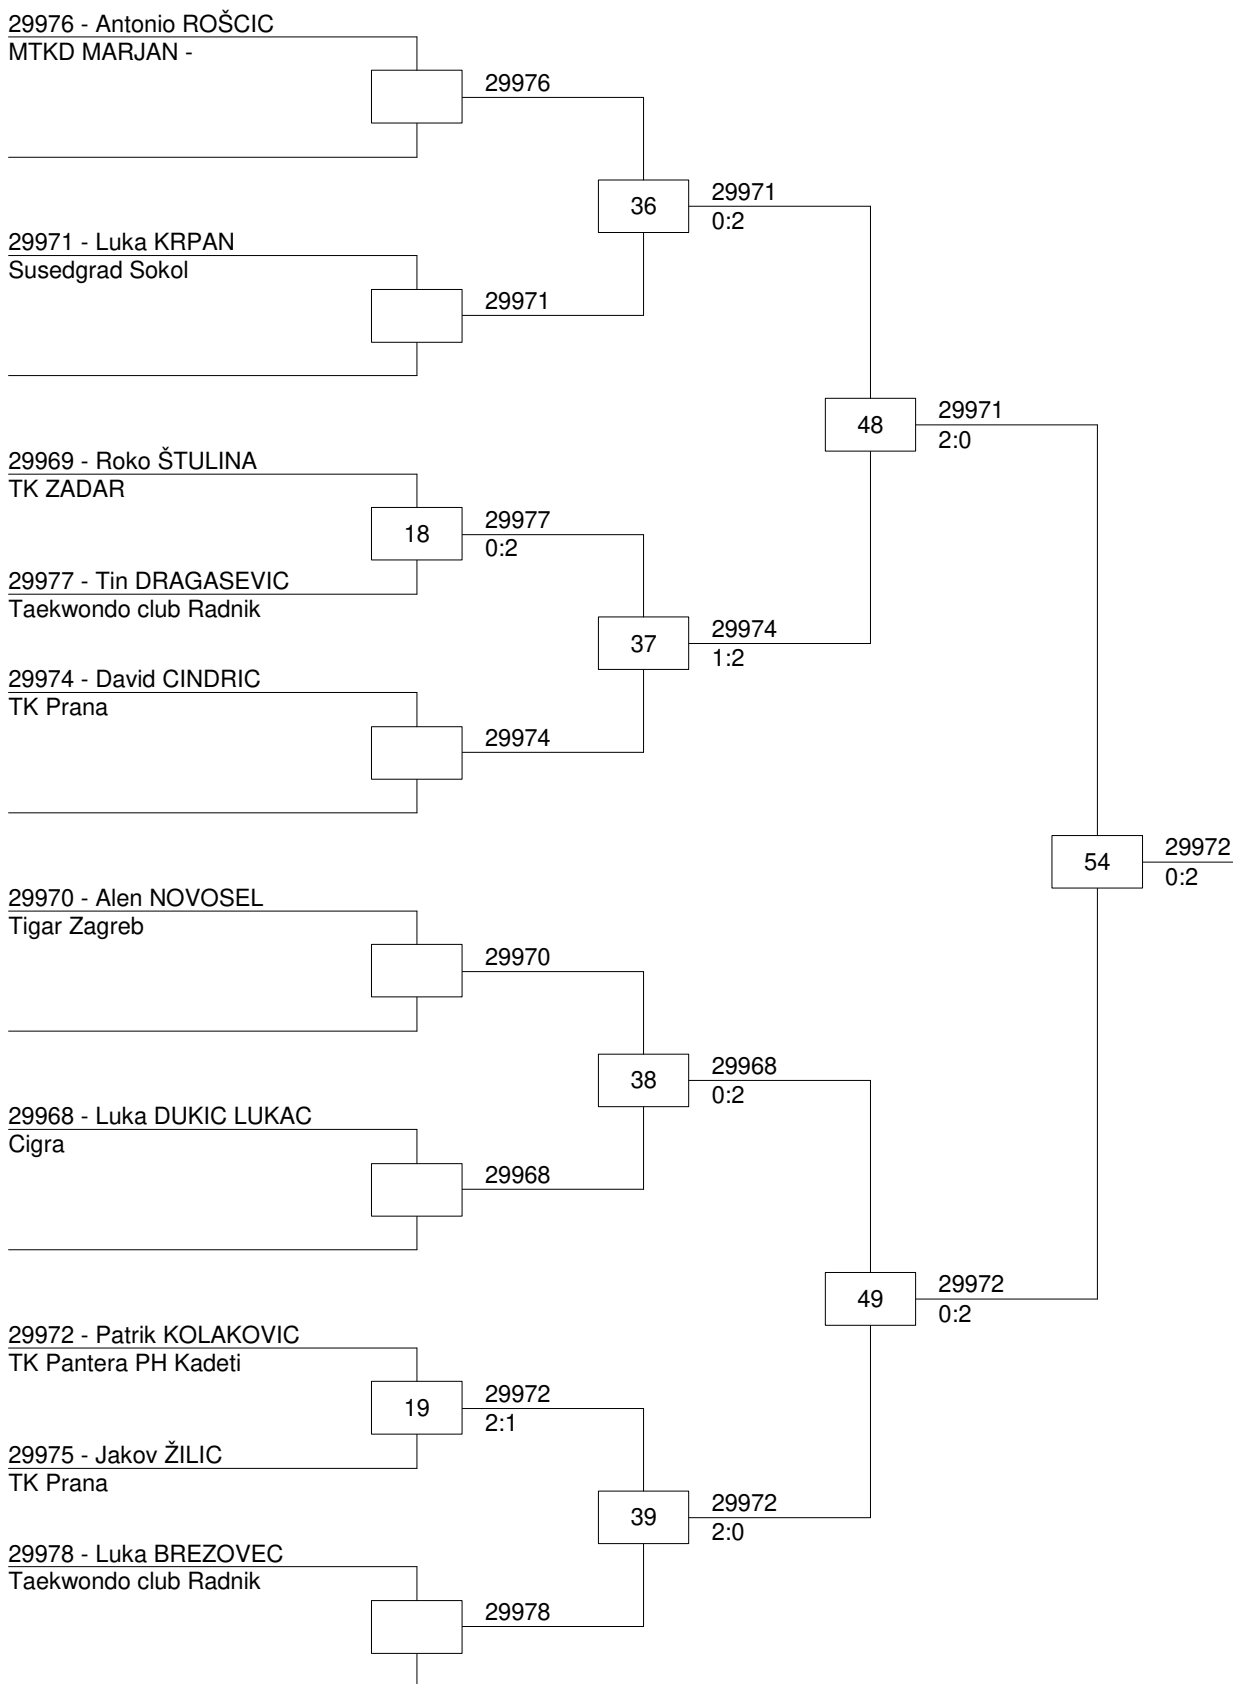 29976 - Antonio ROŠCIC
MTKD MARJAN -
29976
36
29971
0:2
29971 - Luka KRPAN
Susedgrad Sokol
29971
48
29971
2:0
29969 - Roko ŠTULINA
TK ZADAR
18
29977
0:2
29977 - Tin DRAGASEVIC
Taekwondo club Radnik
37
29974
1:2
29974 - David CINDRIC
TK Prana
29974
54
29972
0:2
29970 - Alen NOVOSEL
Tigar Zagreb
29970
38
29968
0:2
29968 - Luka DUKIC LUKAC
Cigra
29968
49
29972
0:2
29972 - Patrik KOLAKOVIC
TK Pantera PH Kadeti
19
29972
2:1
29975 - Jakov ŽILIC
TK Prana
39
29972
2:0
29978 - Luka BREZOVEC
Taekwondo club Radnik
29978